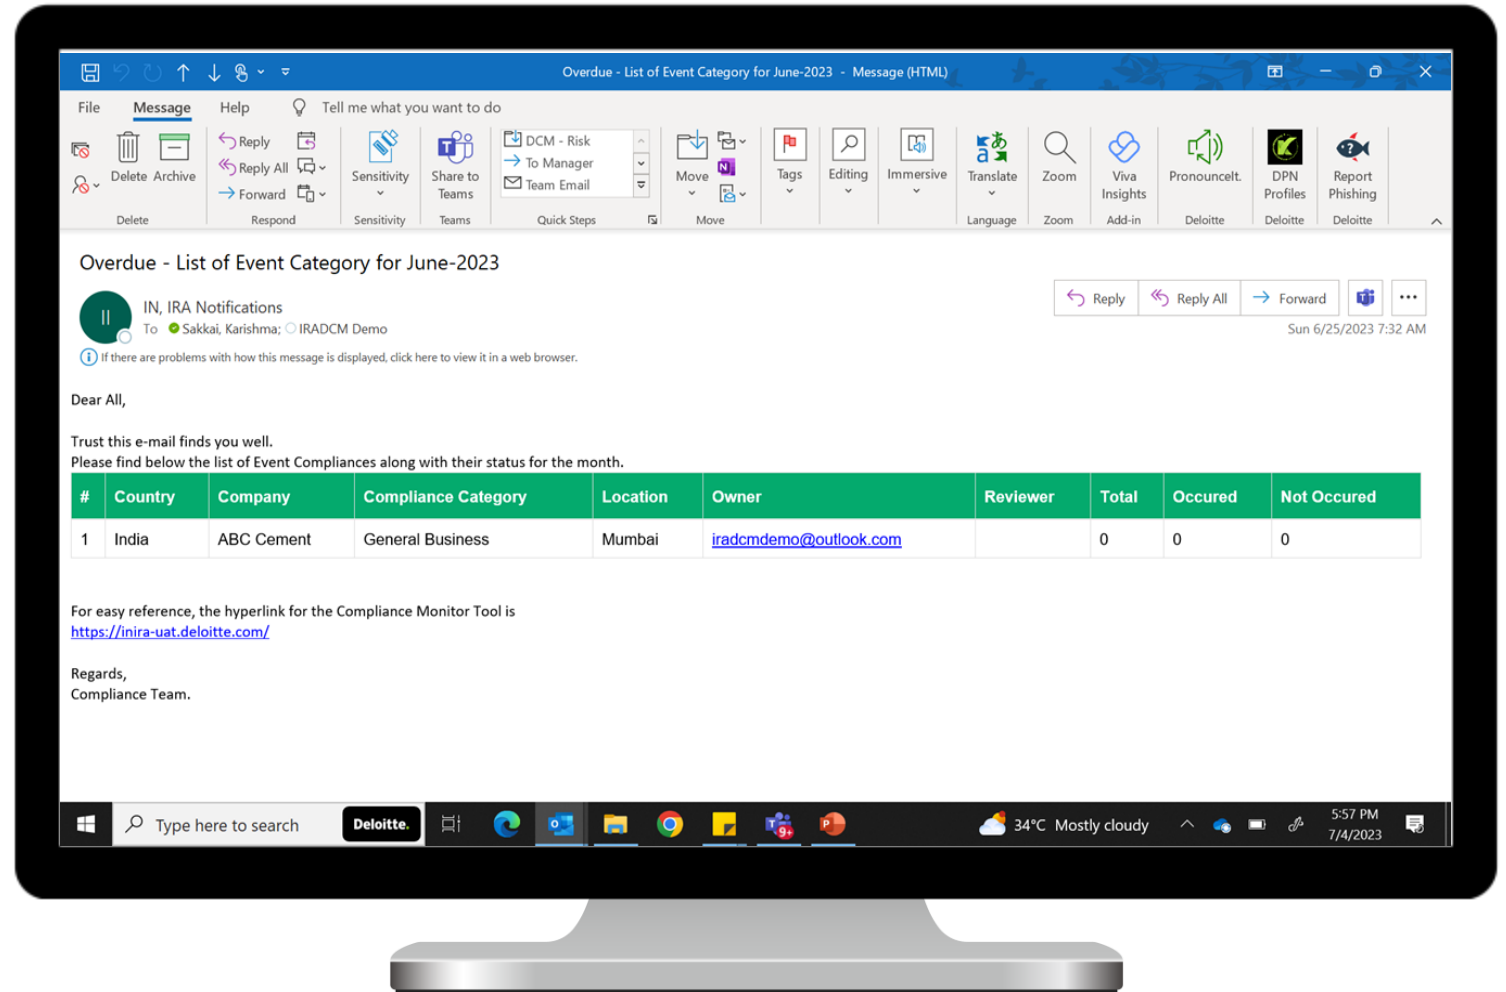 Overdue - List of Event Category for June-2023 - Message (HTML)
File Message Help Tell me what you want to do
Delete Archive
Reply
Reply All
Forward
Sensitivity
Share to Teams
DCM - Risk
To Manager
Team Email
Move
Tags
Editing
Immersive
Translate
Zoom
Viva Insights
PronounceIt.
DPN Profiles
Report Phishing
Delete Respond Sensitivity Teams Quick Steps Move Language Zoom Add-in Deloitte Deloitte Deloitte
Overdue - List of Event Category for June-2023
II
IN, IRA Notifications
To Sakkai, Karishma; IRADCM Demo
Reply Reply All Forward
Sun 6/25/2023 7:32 AM
If there are problems with how this message is displayed, click here to view it in a web browser.
Dear All,
Trust this e-mail finds you well.
Please find below the list of Event Compliances along with their status for the month.
# Country Company Compliance Category Location Owner Reviewer Total Occured Not Occured
1 India ABC Cement General Business Mumbai iradcmdemo@outlook.com 0 0 0
For easy reference, the hyperlink for the Compliance Monitor Tool is
https://inira-uat.deloitte.com/
Regards,
Compliance Team.
Type here to search Deloitte. 9+ 34°C Mostly cloudy 5:57 PM
7/4/2023